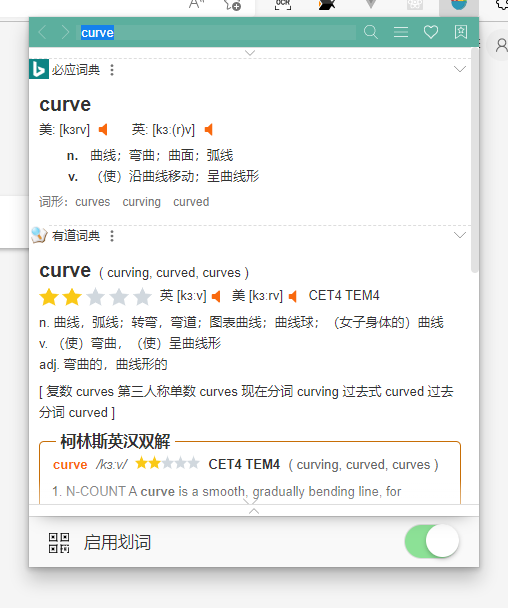 OCR
curve
必应词典
curve
美: [kɜrv] 英: [kɜː(r)v]
n. 曲线；弯曲；曲面；弧线
v. （使）沿曲线移动；呈曲线形
词形： curves curving curved
有道词典
curve ( curving, curved, curves )
英 [kɜːv] 美 [kɜːrv] CET4 TEM4
n. 曲线，弧线；转弯，弯道；图表曲线；曲线球；（女子身体的）曲线
v. （使）弯曲，（使）呈曲线形
adj. 弯曲的，曲线形的
[ 复数 curves 第三人称单数 curves 现在分词 curving 过去式 curved 过去
分词 curved ]
柯林斯英汉双解
curve /kɜːv/ CET4 TEM4 ( curving, curved, curves )
1. N-COUNT A curve is a smooth, gradually bending line, for
启用划词